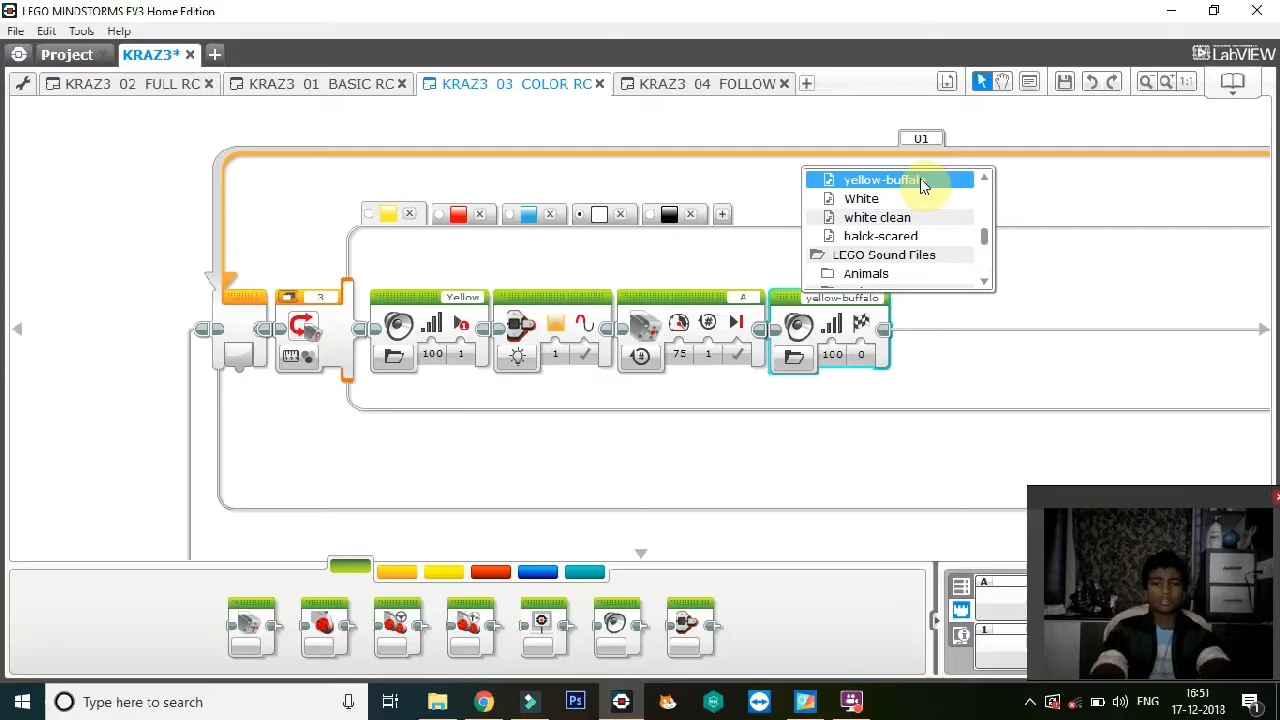 LEGO MINDSTORMS EV3 Home Edition
File Edit Tools Help
Project KRAZ3*
LabVIEW
KRAZ3 02 FULL RC KRAZ3 01 BASIC RC KRAZ3 03 COLOR RC KRAZ3 04 FOLLOW
1:1
01
yellow-buffalo
White
white clean
balck-scared
LEGO Sound Files
Animals
3 Yellow A yellow-buffalo
100 1 1 75 1 100 0
A
1
Type here to search
ENG
16:51
17-12-2018